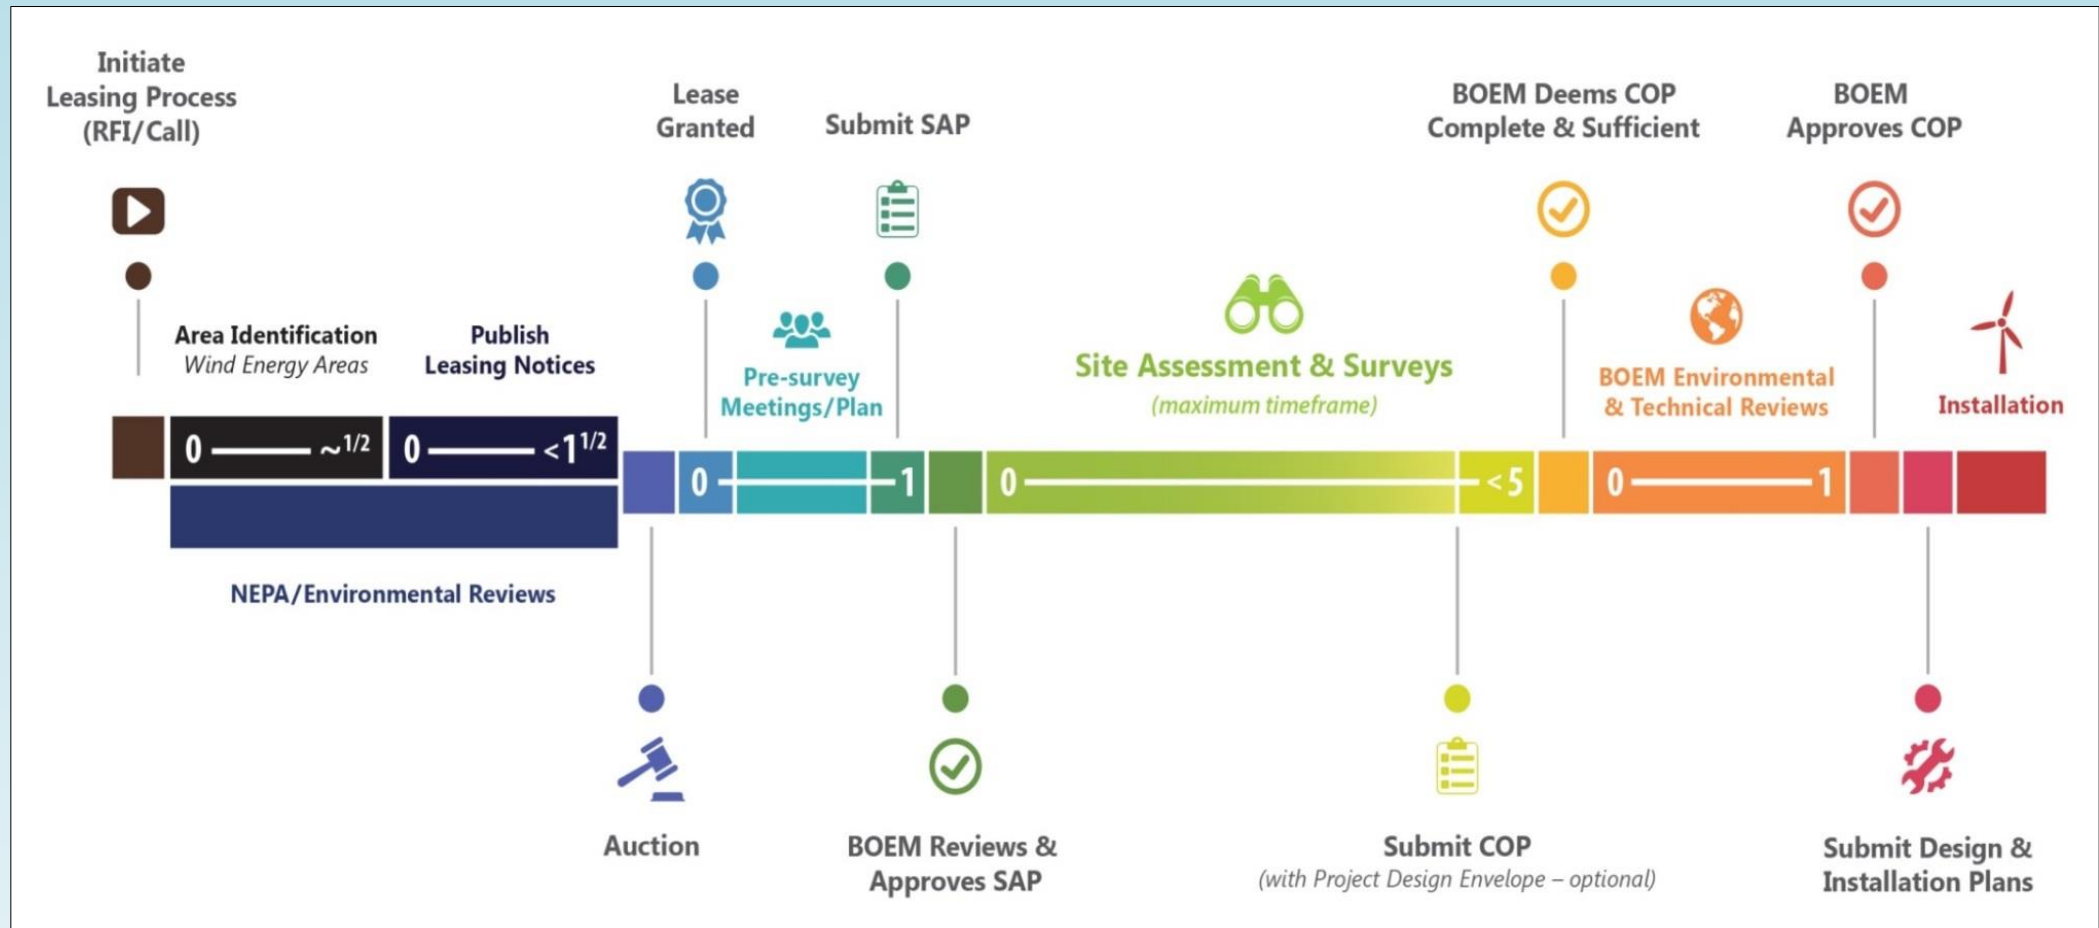 Initiate
Leasing Process
(RFI/Call)
Lease
Granted
Submit SAP
BOEM Deems COP
Complete & Sufficient
BOEM
Approves COP
Area Identification
Wind Energy Areas
Publish
Leasing Notices
Pre-survey
Meetings/Plan
Site Assessment & Surveys
(maximum timeframe)
BOEM Environmental
& Technical Reviews
Installation
0 ~1/2
0 <1 1/2
0 1
0 <5
0 1
NEPA/Environmental Reviews
Auction
BOEM Reviews &
Approves SAP
Submit COP
(with Project Design Envelope – optional)
Submit Design &
Installation Plans